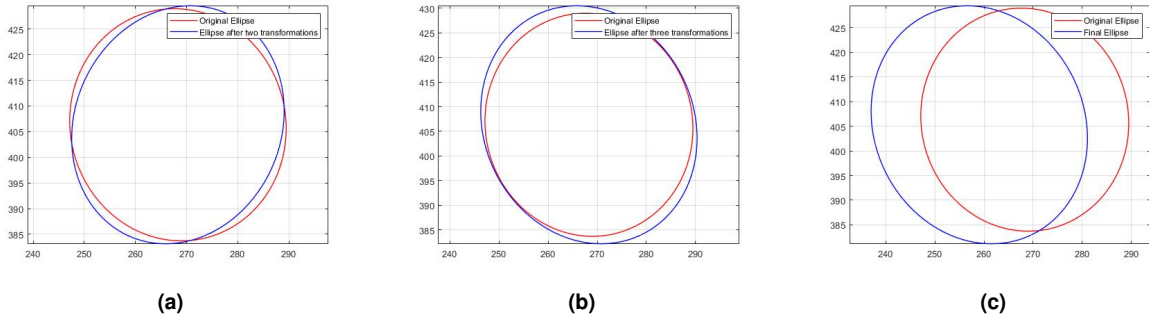 Original Ellipse
Ellipse after two transformations
425
420
415
410
405
400
395
390
385
240 250 260 270 280 290
(a)
430
Original Ellipse
Ellipse after three transformations
425
420
415
410
405
400
395
390
385
240 250 260 270 280 290
(b)
Original Ellipse
Final Ellipse
425
420
415
410
405
400
395
390
385
240 250 260 270 280 290
(c)